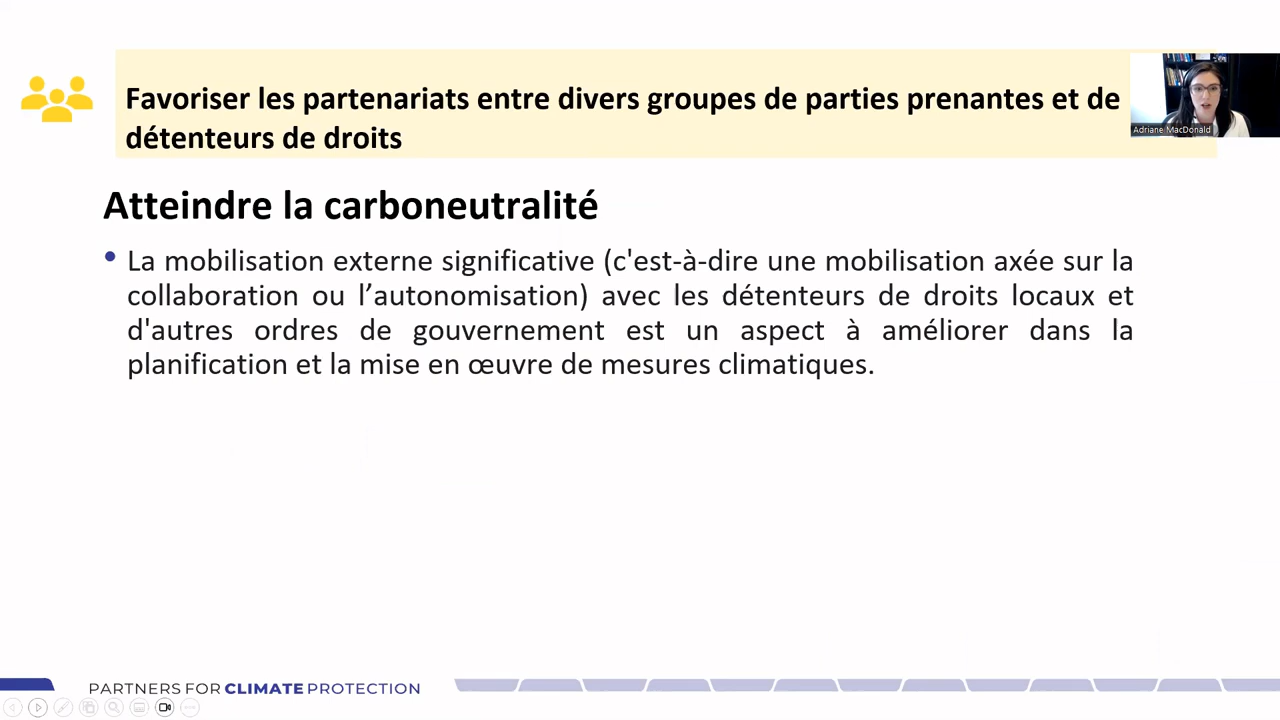 Favoriser les partenariats entre divers groupes de parties prenantes et de
détenteurs de droits
Adriane MacDonald
Atteindre la carboneutralité
• La mobilisation externe significative (c'est-à-dire une mobilisation axée sur la
collaboration ou l’autonomisation) avec les détenteurs de droits locaux et
d'autres ordres de gouvernement est un aspect à améliorer dans la
planification et la mise en œuvre de mesures climatiques.
PARTNERS FOR CLIMATE PROTECTION